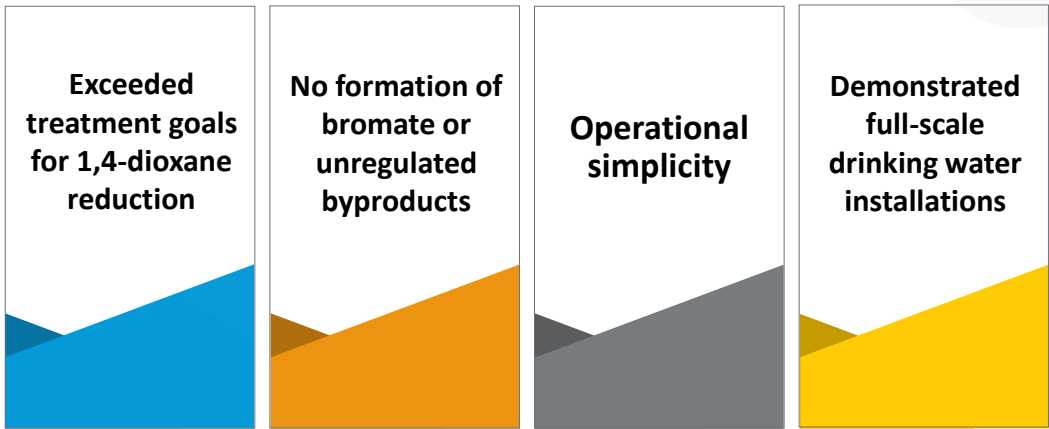 Exceeded
treatment goals
for 1,4-dioxane
reduction
No formation of
bromate or
unregulated
byproducts
Operational
simplicity
Demonstrated
full-scale
drinking water
installations